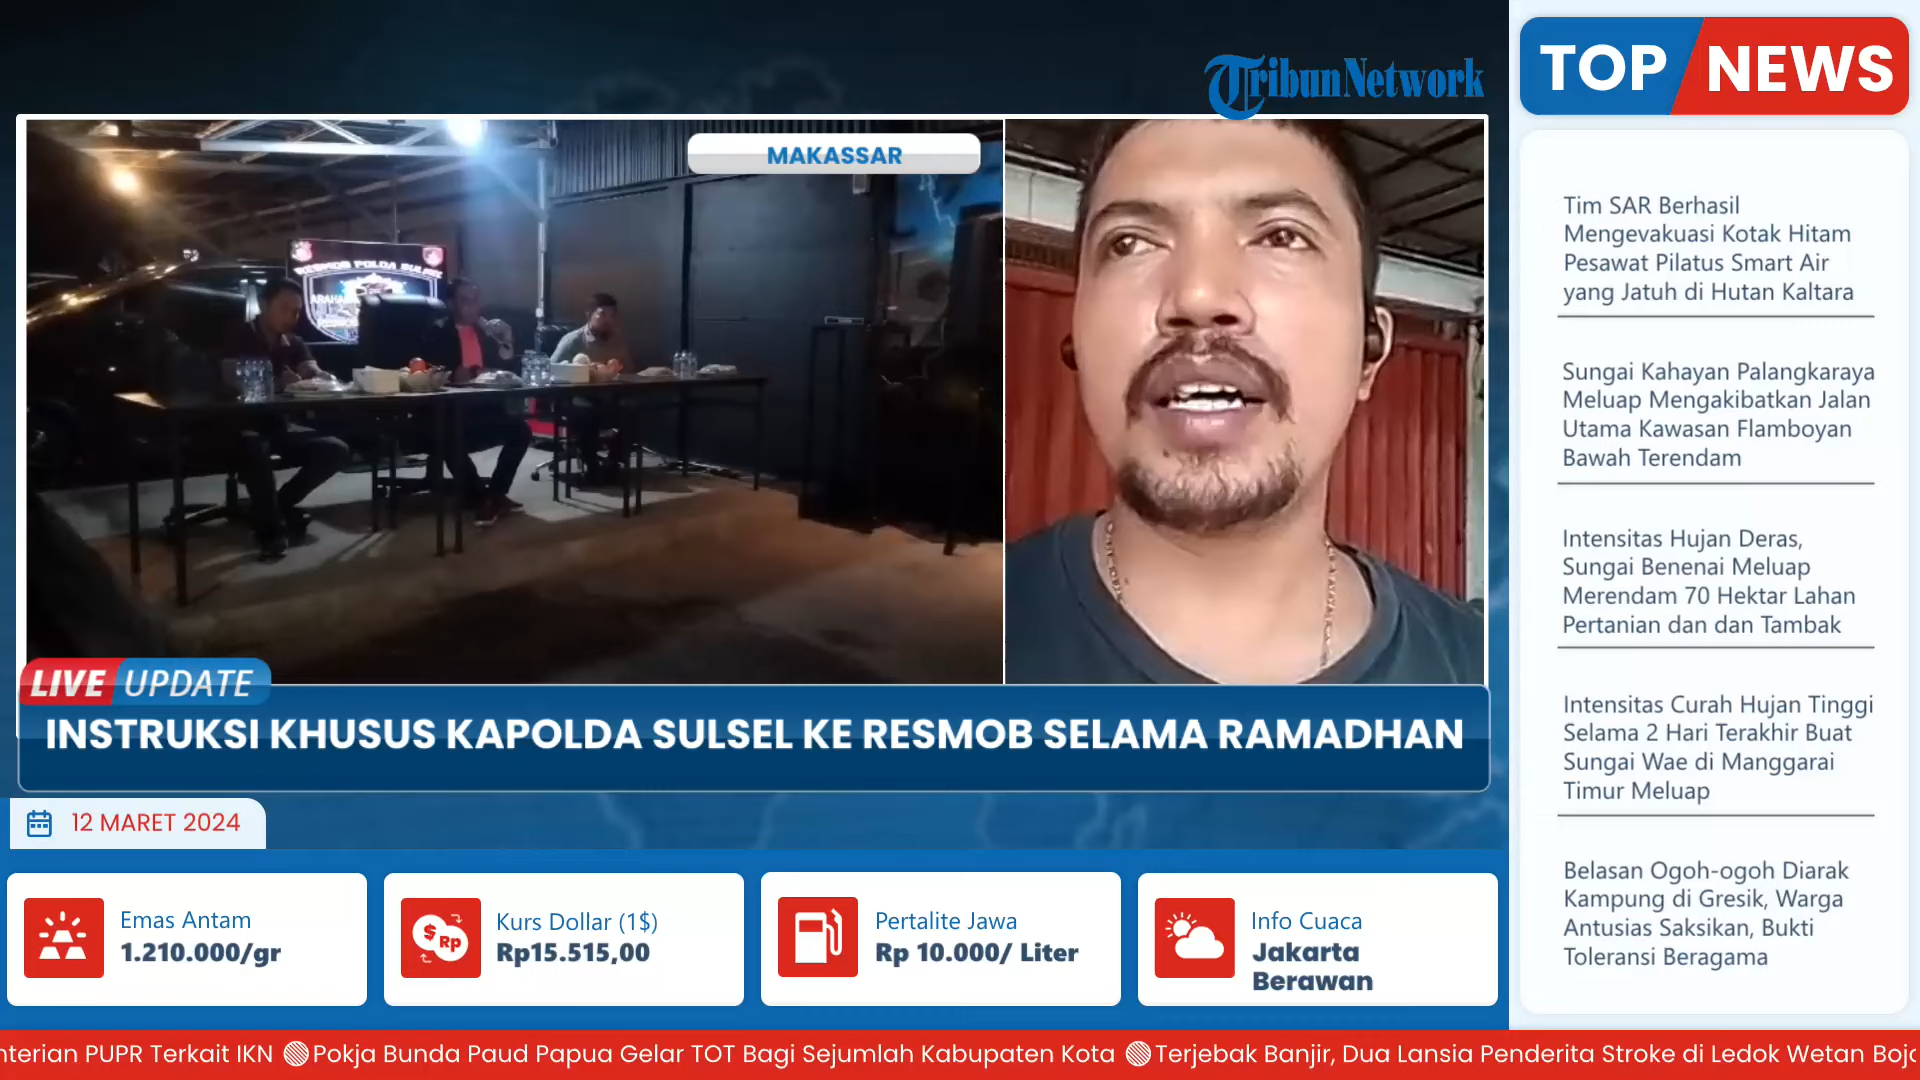 TribunNetwork
MAKASSAR
RESMOB POLDA SULSEL
LIVE UPDATE
INSTRUKSI KHUSUS KAPOLDA SULSEL KE RESMOB SELAMA RAMADHAN
12 MARET 2024
Emas Antam
1.210.000/gr
Kurs Dollar (1$)
Rp15.515,00
Pertalite Jawa
Rp 10.000/ Liter
Info Cuaca
Jakarta
Berawan
TOP NEWS
Tim SAR Berhasil
Mengevakuasi Kotak Hitam
Pesawat Pilatus Smart Air
yang Jatuh di Hutan Kaltara
Sungai Kahayan Palangkaraya
Meluap Mengakibatkan Jalan
Utama Kawasan Flamboyan
Bawah Terendam
Intensitas Hujan Deras,
Sungai Benenai Meluap
Merendam 70 Hektar Lahan
Pertanian dan dan Tambak
Intensitas Curah Hujan Tinggi
Selama 2 Hari Terakhir Buat
Sungai Wae di Manggarai
Timur Meluap
Belasan Ogoh-ogoh Diarak
Kampung di Gresik, Warga
Antusias Saksikan, Bukti
Toleransi Beragama
nterian PUPR Terkait IKN Pokja Bunda Paud Papua Gelar TOT Bagi Sejumlah Kabupaten Kota Terjebak Banjir, Dua Lansia Penderita Stroke di Ledok Wetan Bojo